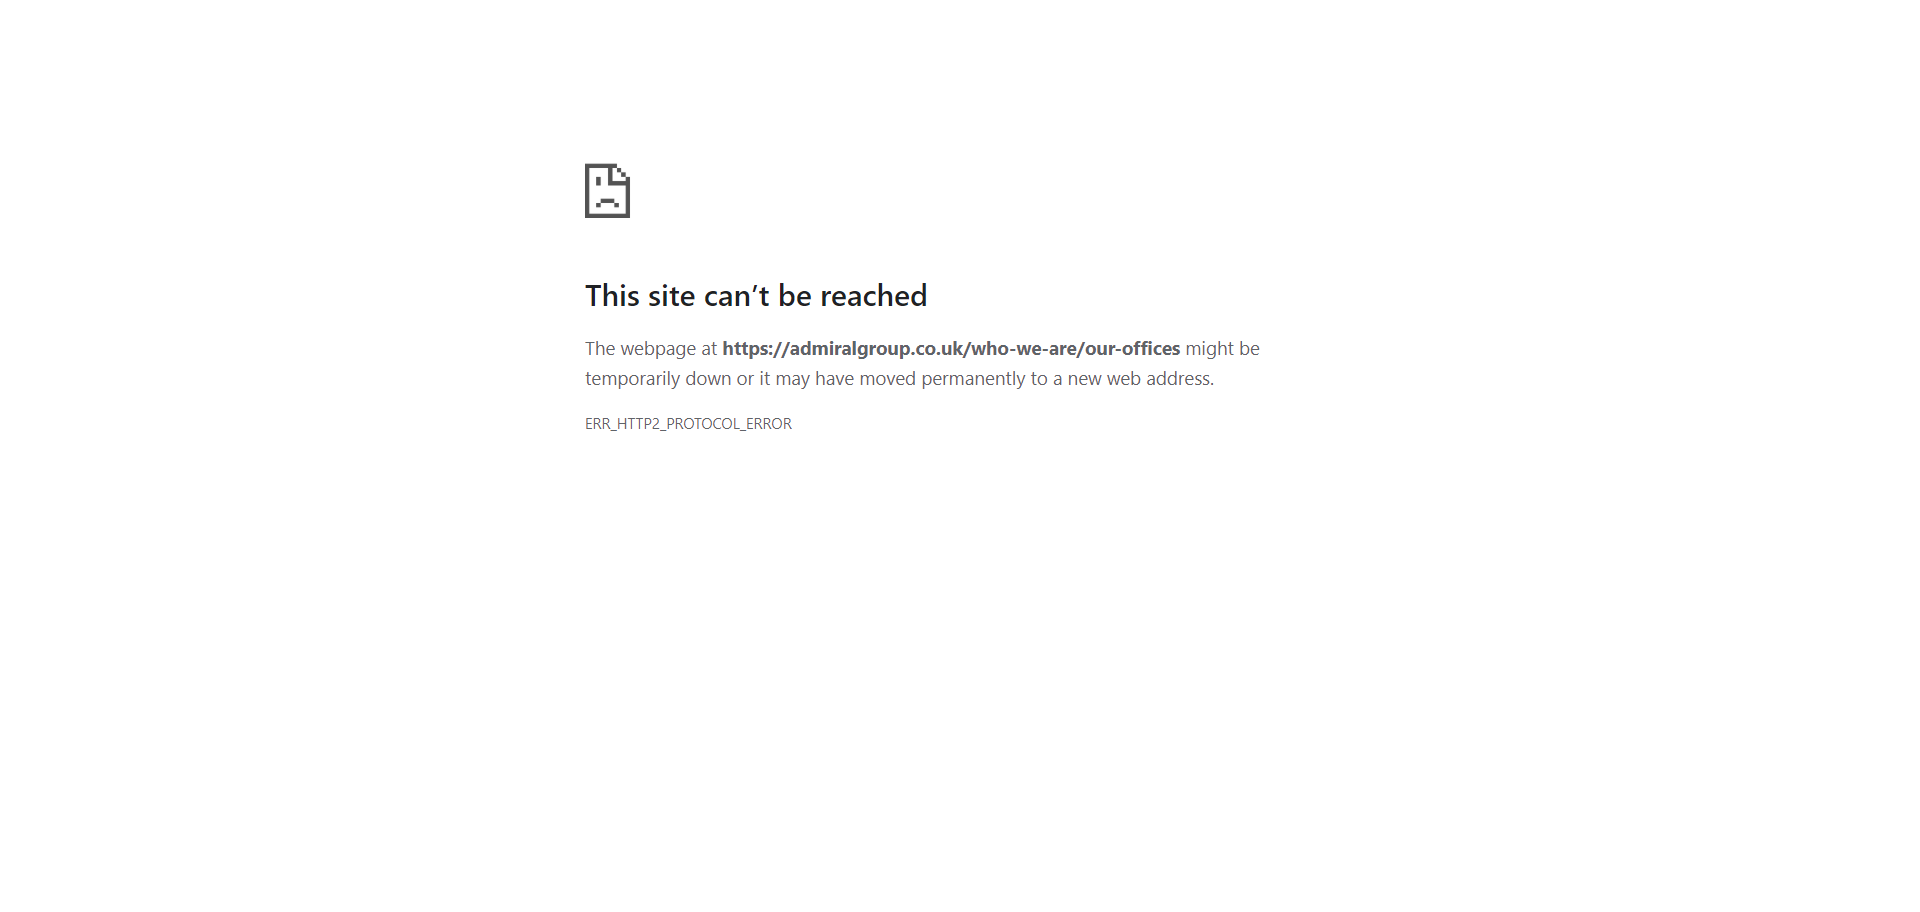 This site can’t be reached
The webpage at https://admiralgroup.co.uk/who-we-are/our-offices might be
temporarily down or it may have moved permanently to a new web address.
ERR_HTTP2_PROTOCOL_ERROR